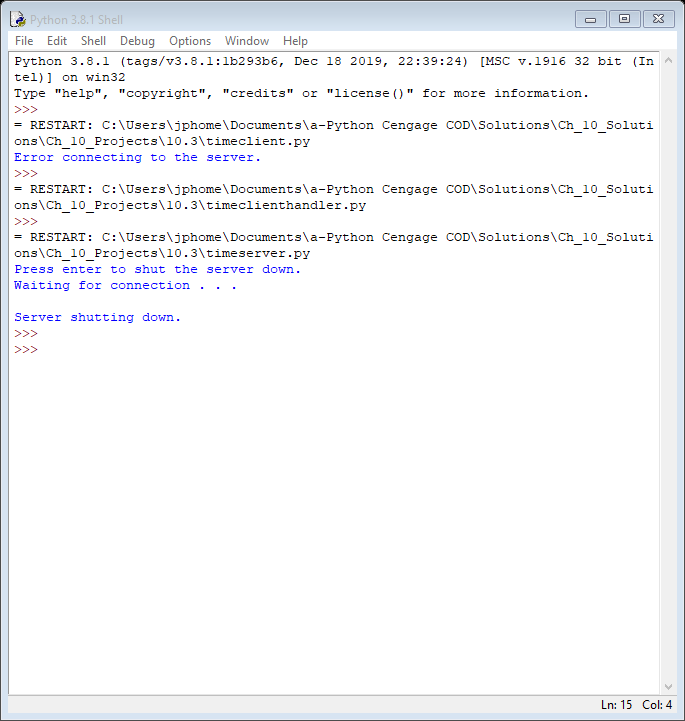 Python 3.8.1 Shell
File Edit Shell Debug Options Window Help
Python 3.8.1 (tags/v3.8.1:1b293b6, Dec 18 2019, 22:39:24) [MSC v.1916 32 bit (In
tel)] on win32
Type "help", "copyright", "credits" or "license()" for more information.
>>>
= RESTART: C:\Users\jphome\Documents\a-Python Cengage COD\Solutions\Ch_10_Soluti
ons\Ch_10_Projects\10.3\timeclient.py
Error connecting to the server.
>>>
= RESTART: C:\Users\jphome\Documents\a-Python Cengage COD\Solutions\Ch_10_Soluti
ons\Ch_10_Projects\10.3\timeclienthandler.py
>>>
= RESTART: C:\Users\jphome\Documents\a-Python Cengage COD\Solutions\Ch_10_Soluti
ons\Ch_10_Projects\10.3\timeserver.py
Press enter to shut the server down.
Waiting for connection . . .
Server shutting down.
>>>
>>>
Ln: 15 Col: 4